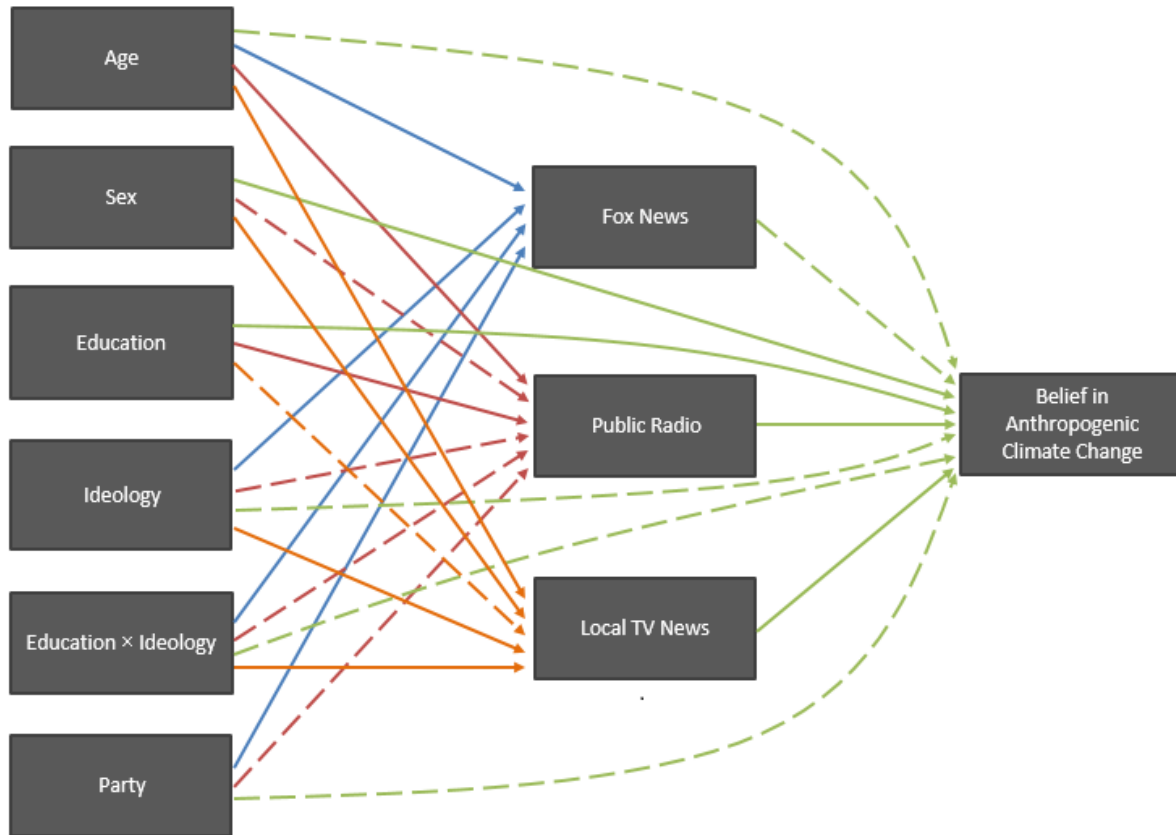 Age
Sex
Education
Ideology
Education × Ideology
Party
Fox News
Public Radio
Local TV News
.
Belief in
Anthropogenic
Climate Change